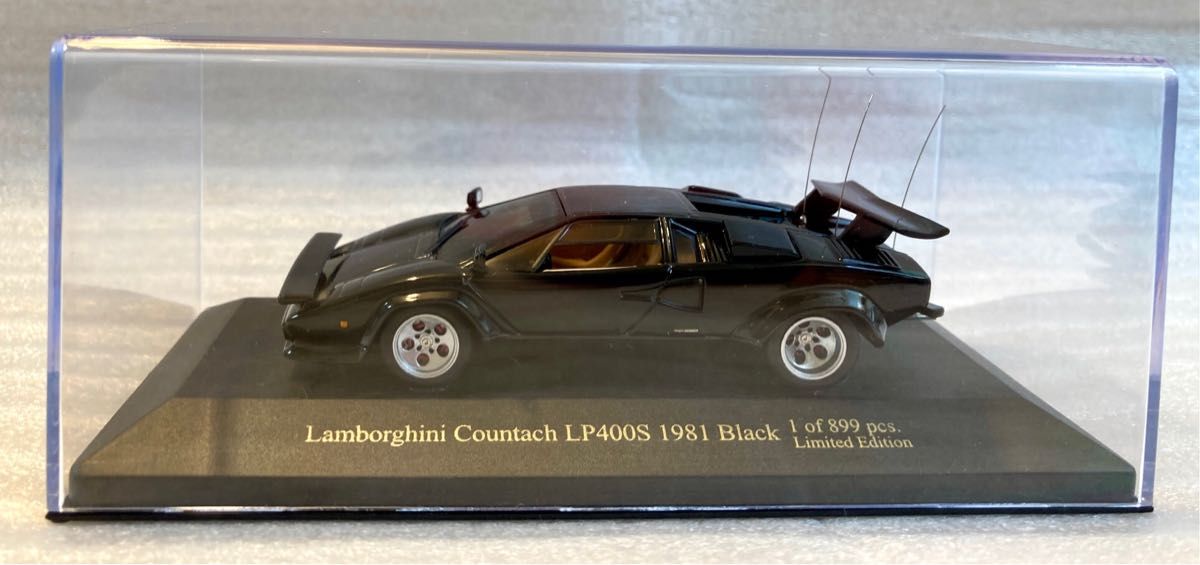 Lamborghini Countach LP400S 1981 Black 1 of 899 pcs.
Limited Edition